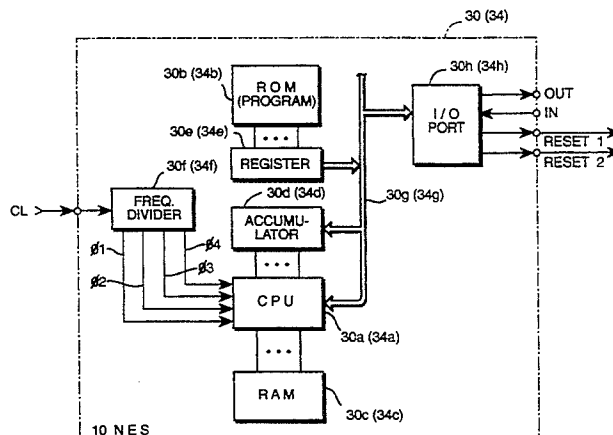 30 (34)
30b (34b)
ROM
(PROGRAM)
30h (34h)
I/O
PORT
OUT
IN
RESET 1
RESET 2
30e (34e)
REGISTER
30f (34f)
30d (34d)
30g (34g)
CL
FREQ.
DIVIDER
ACCUMU-
LATOR
ø1
ø4
ø2
ø3
CPU
30a (34a)
RAM
30c (34c)
10 NES